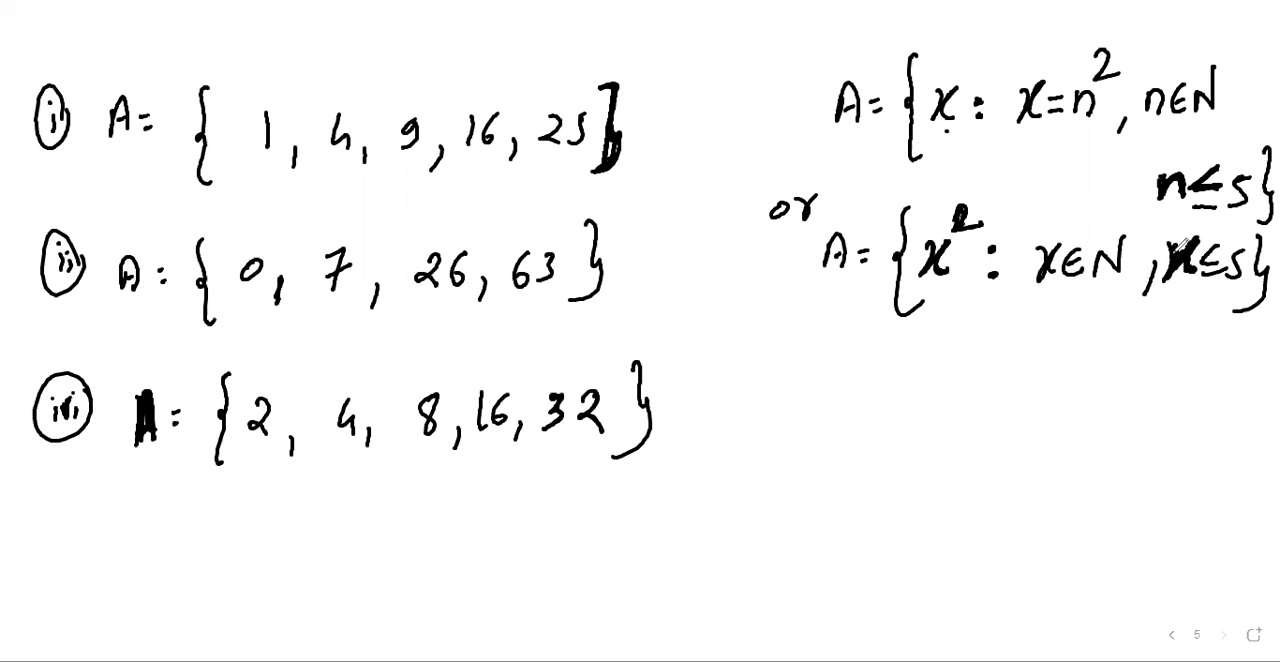 (i) A = { 1, 4, 9, 16, 25 }
A = { x : x = n², n ∈ N
n ≤ 5 }
or
A = { x² : x ∈ N, x ≤ 5 }
(ii) A = { 0, 7, 26, 63 }
(iii) A = { 2, 4, 8, 16, 32 }
5